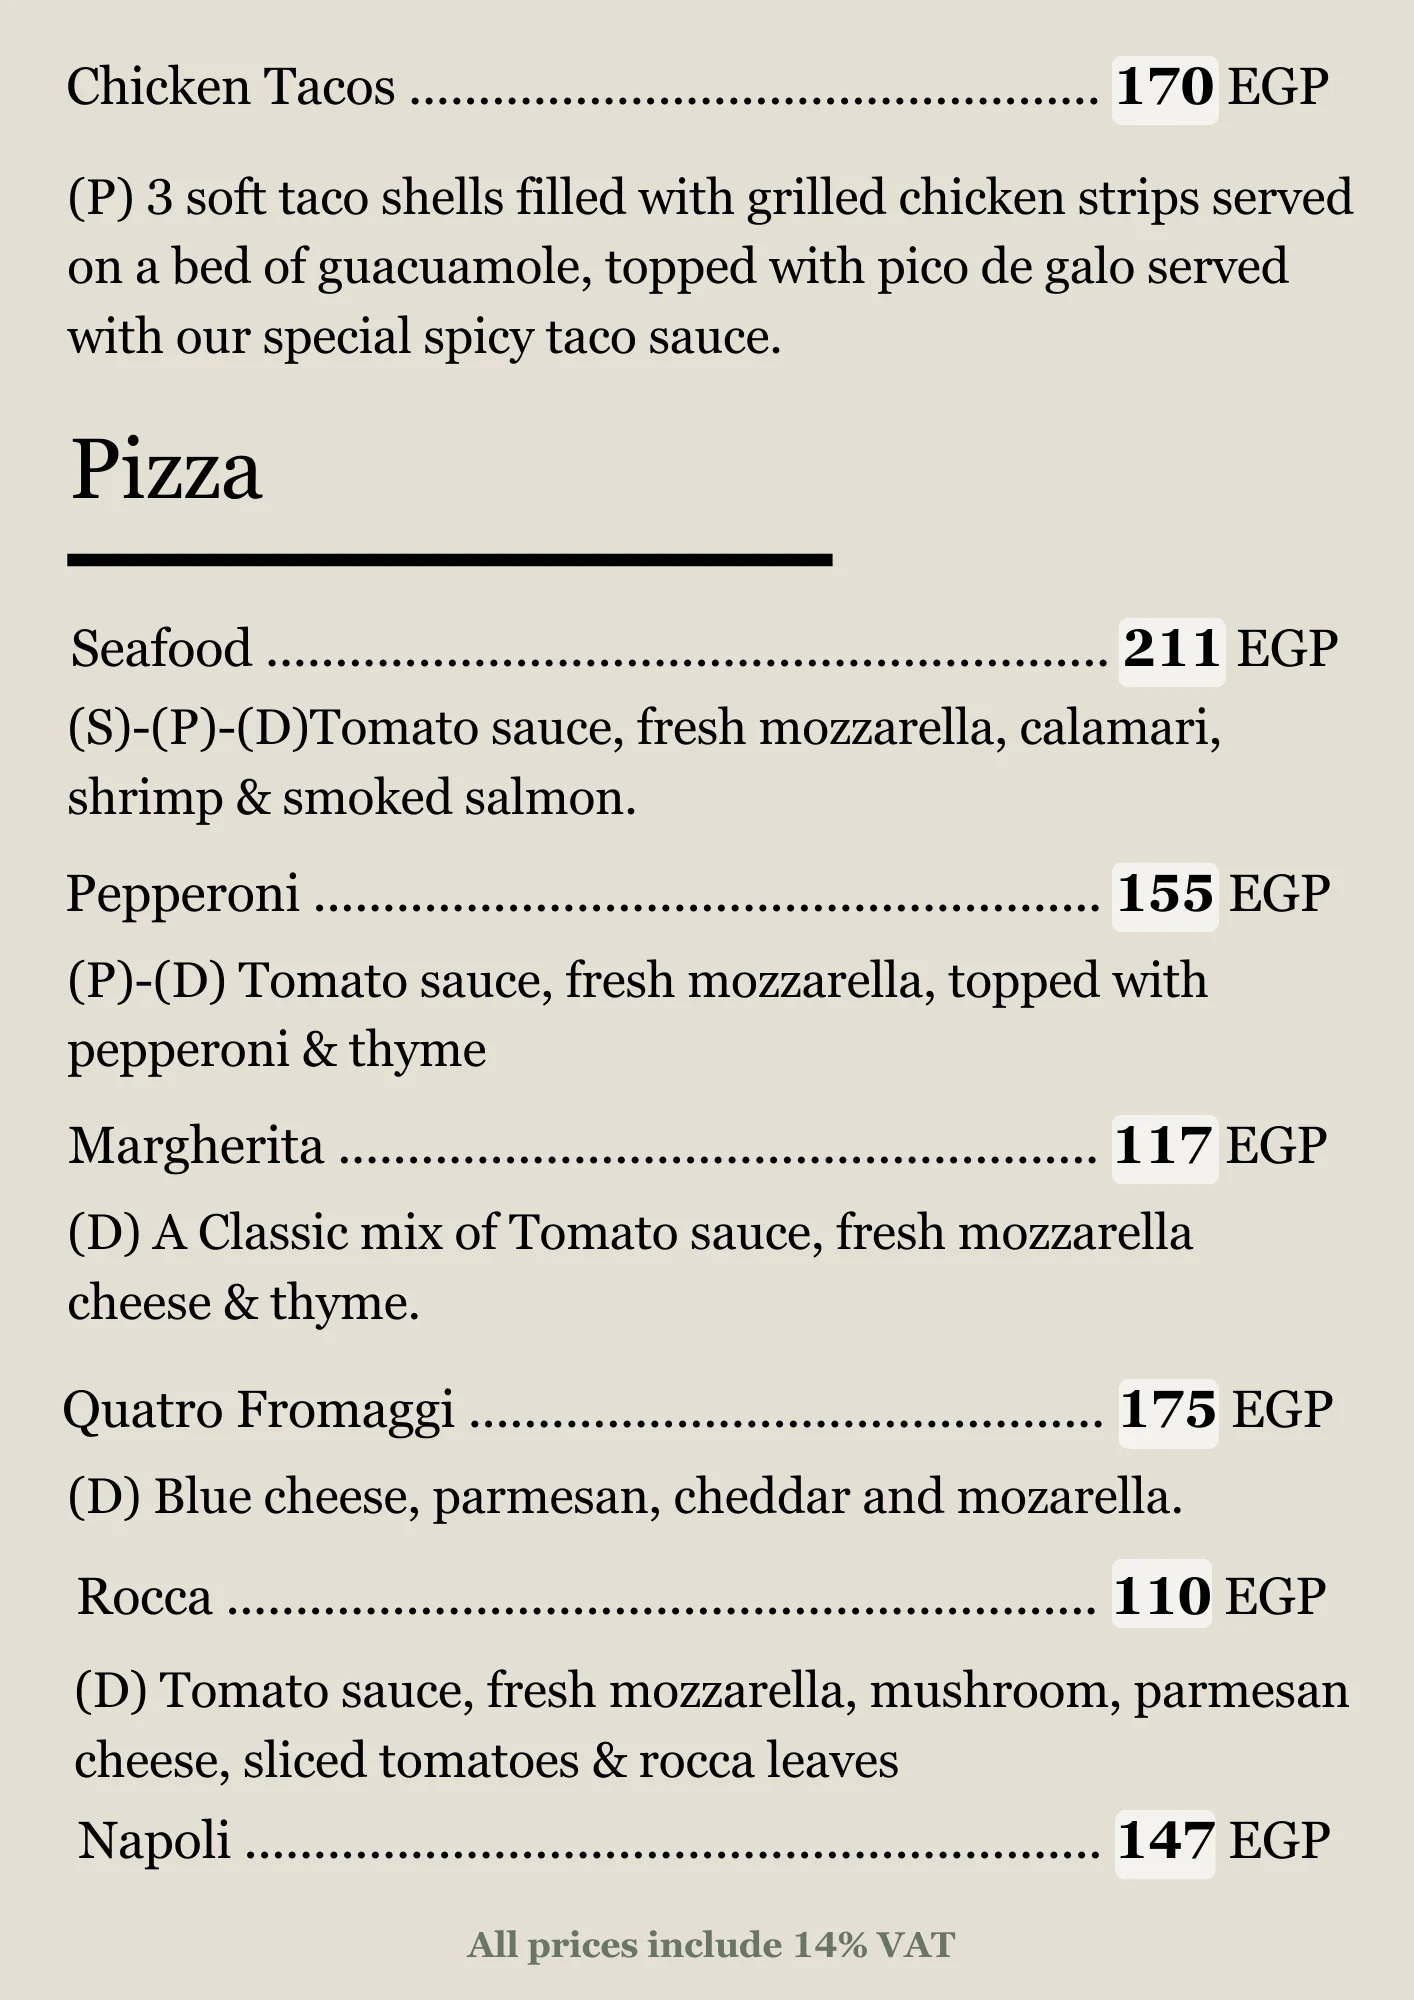 Chicken Tacos .................................................. 170 EGP
(P) 3 soft taco shells filled with grilled chicken strips served
on a bed of guacuamole, topped with pico de galo served
with our special spicy taco sauce.
Pizza
Seafood ............................................................. 211 EGP
(S)-(P)-(D)Tomato sauce, fresh mozzarella, calamari,
shrimp & smoked salmon.
Pepperoni ......................................................... 155 EGP
(P)-(D) Tomato sauce, fresh mozzarella, topped with
pepperoni & thyme
Margherita ....................................................... 117 EGP
(D) A Classic mix of Tomato sauce, fresh mozzarella
cheese & thyme.
Quatro Fromaggi .............................................. 175 EGP
(D) Blue cheese, parmesan, cheddar and mozarella.
Rocca ............................................................... 110 EGP
(D) Tomato sauce, fresh mozzarella, mushroom, parmesan
cheese, sliced tomatoes & rocca leaves
Napoli .............................................................. 147 EGP
All prices include 14% VAT